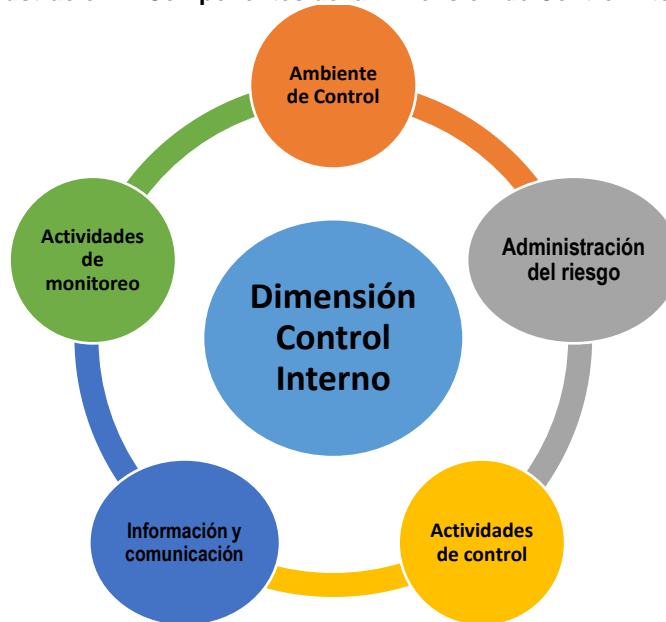 Ambiente
de Control
Administración
del riesgo
Actividades
de control
Información y
comunicación
Actividades
de
monitoreo
Dimensión
Control
Interno